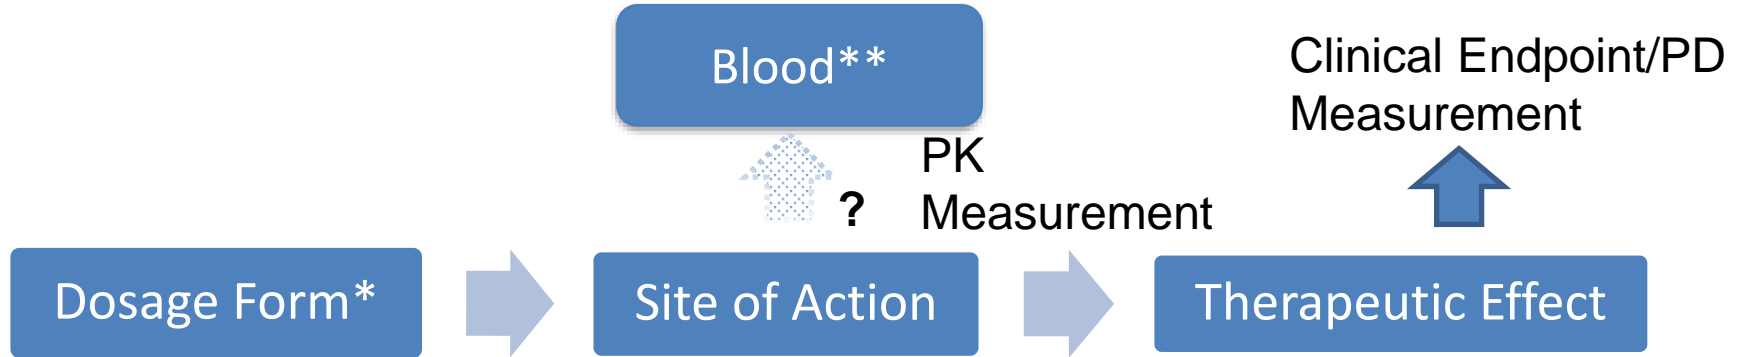 Blood**
Clinical Endpoint/PD
Measurement
PK
Measurement
?
Dosage Form*
Site of Action
Therapeutic Effect